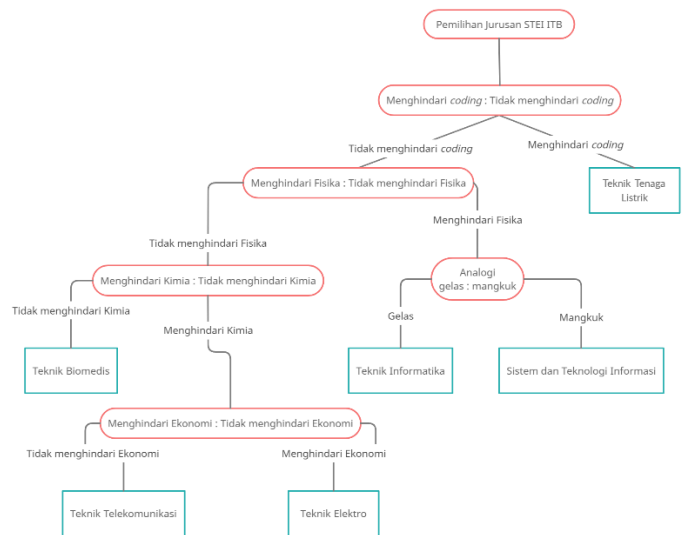 Pemilihan Jurusan STEI ITB
Menghindari coding : Tidak menghindari coding
Tidak menghindari coding
Menghindari coding
Menghindari Fisika : Tidak menghindari Fisika
Teknik Tenaga
Listrik
Menghindari Fisika
Tidak menghindari Fisika
Menghindari Kimia : Tidak menghindari Kimia
Analogi
gelas : mangkuk
Tidak menghindari Kimia
Menghindari Kimia
Gelas
Mangkuk
Teknik Biomedis
Teknik Informatika
Sistem dan Teknologi Informasi
Menghindari Ekonomi : Tidak menghindari Ekonomi
Tidak menghindari Ekonomi
Menghindari Ekonomi
Teknik Telekomunikasi
Teknik Elektro